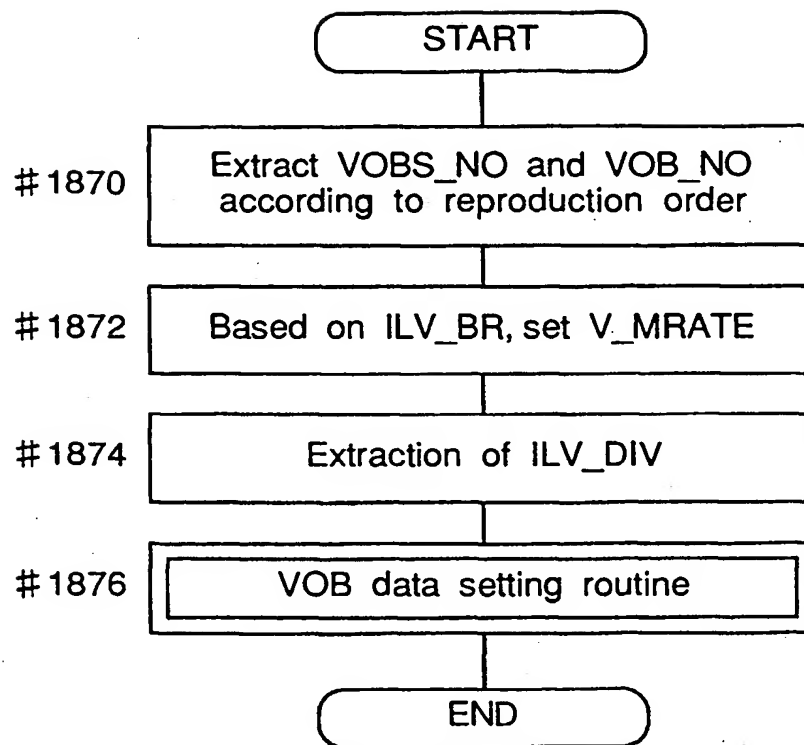 START
#1870
Extract VOBS_NO and VOB_NO
according to reproduction order
#1872
Based on ILV_BR, set V_MRATE
#1874
Extraction of ILV_DIV
#1876
VOB data setting routine
END